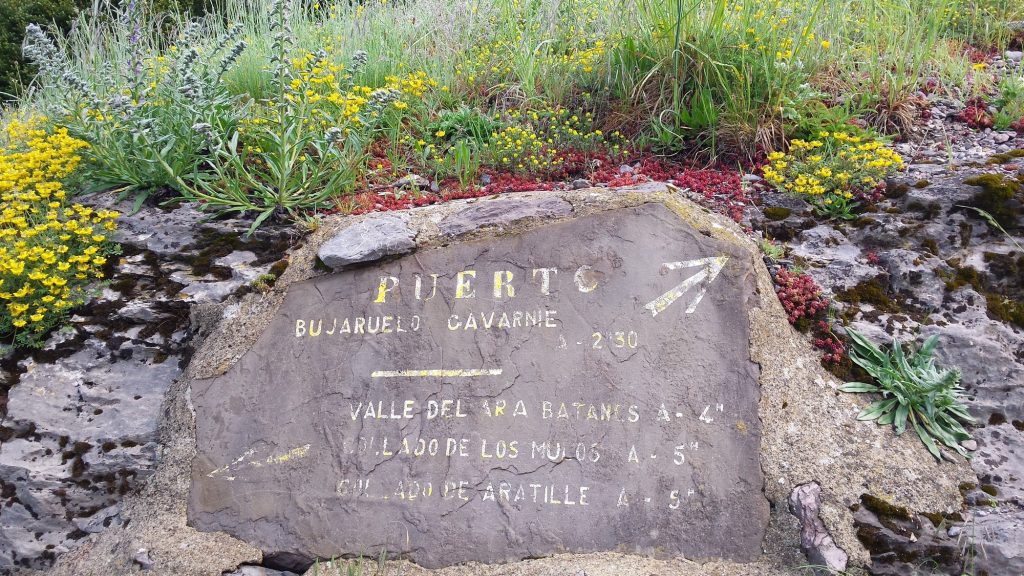 PUERTO
BUJARUELO GAVARNIE
A - 2"30
VALLE DEL ARA BATANES A - 4"
COLLADO DE LOS MULOS A - 5"
COLLADO DE ARATILLE A - 5"